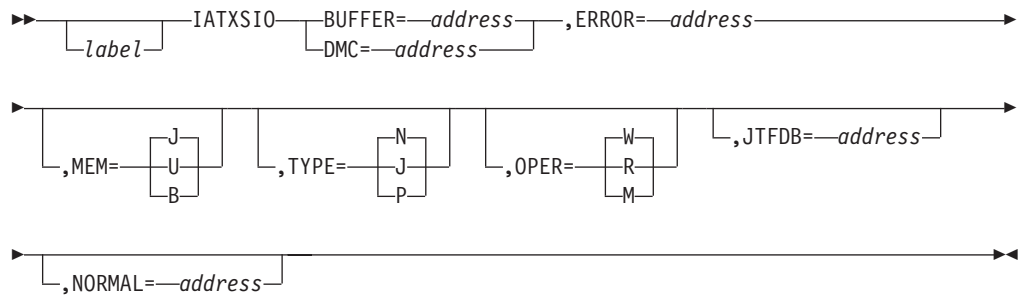 IATXSIO BUFFER= address ,ERROR= address
label DMC= address
J N W ,JTFDB= address
,MEM= U ,TYPE= J ,OPER= R
B P M
,NORMAL= address